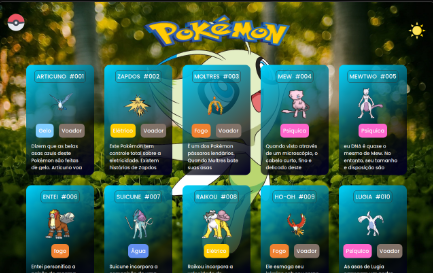 POKÉMON
ARTICUNO #001
ZAPDOS #002
MOLTRES #003
MEW #004
MEWTWO #005
Gelo Voador
Elétrico Voador
Fogo Voador
Psíquico
Psíquico
Dizem que as belas
asas azuis deste
Pokémon são feitas
de gelo. Articuno voa
Este Pokémon tem
controle total sobre a
eletricidade. Existem
histórias de Zapdos
É um dos Pokémon
pássaros lendários.
Quando Moltres bate
suas asas
Quando visto através
de um microscópio, o
cabelo curto, fino e
delicado deste
eu DNA é quase o
mesmo de Mew. No
entanto, seu tamanho
e disposição são
ENTEI #006
SUICUNE #007
RAIKOU #008
HO-OH #009
LUGIA #010
Fogo
Água
Elétrico
Fogo Voador
Psíquico Voador
Entei personifica a
Suicune incorpora a
Raikou incorpora a
Ele esmaga seu
As asas de Lugia